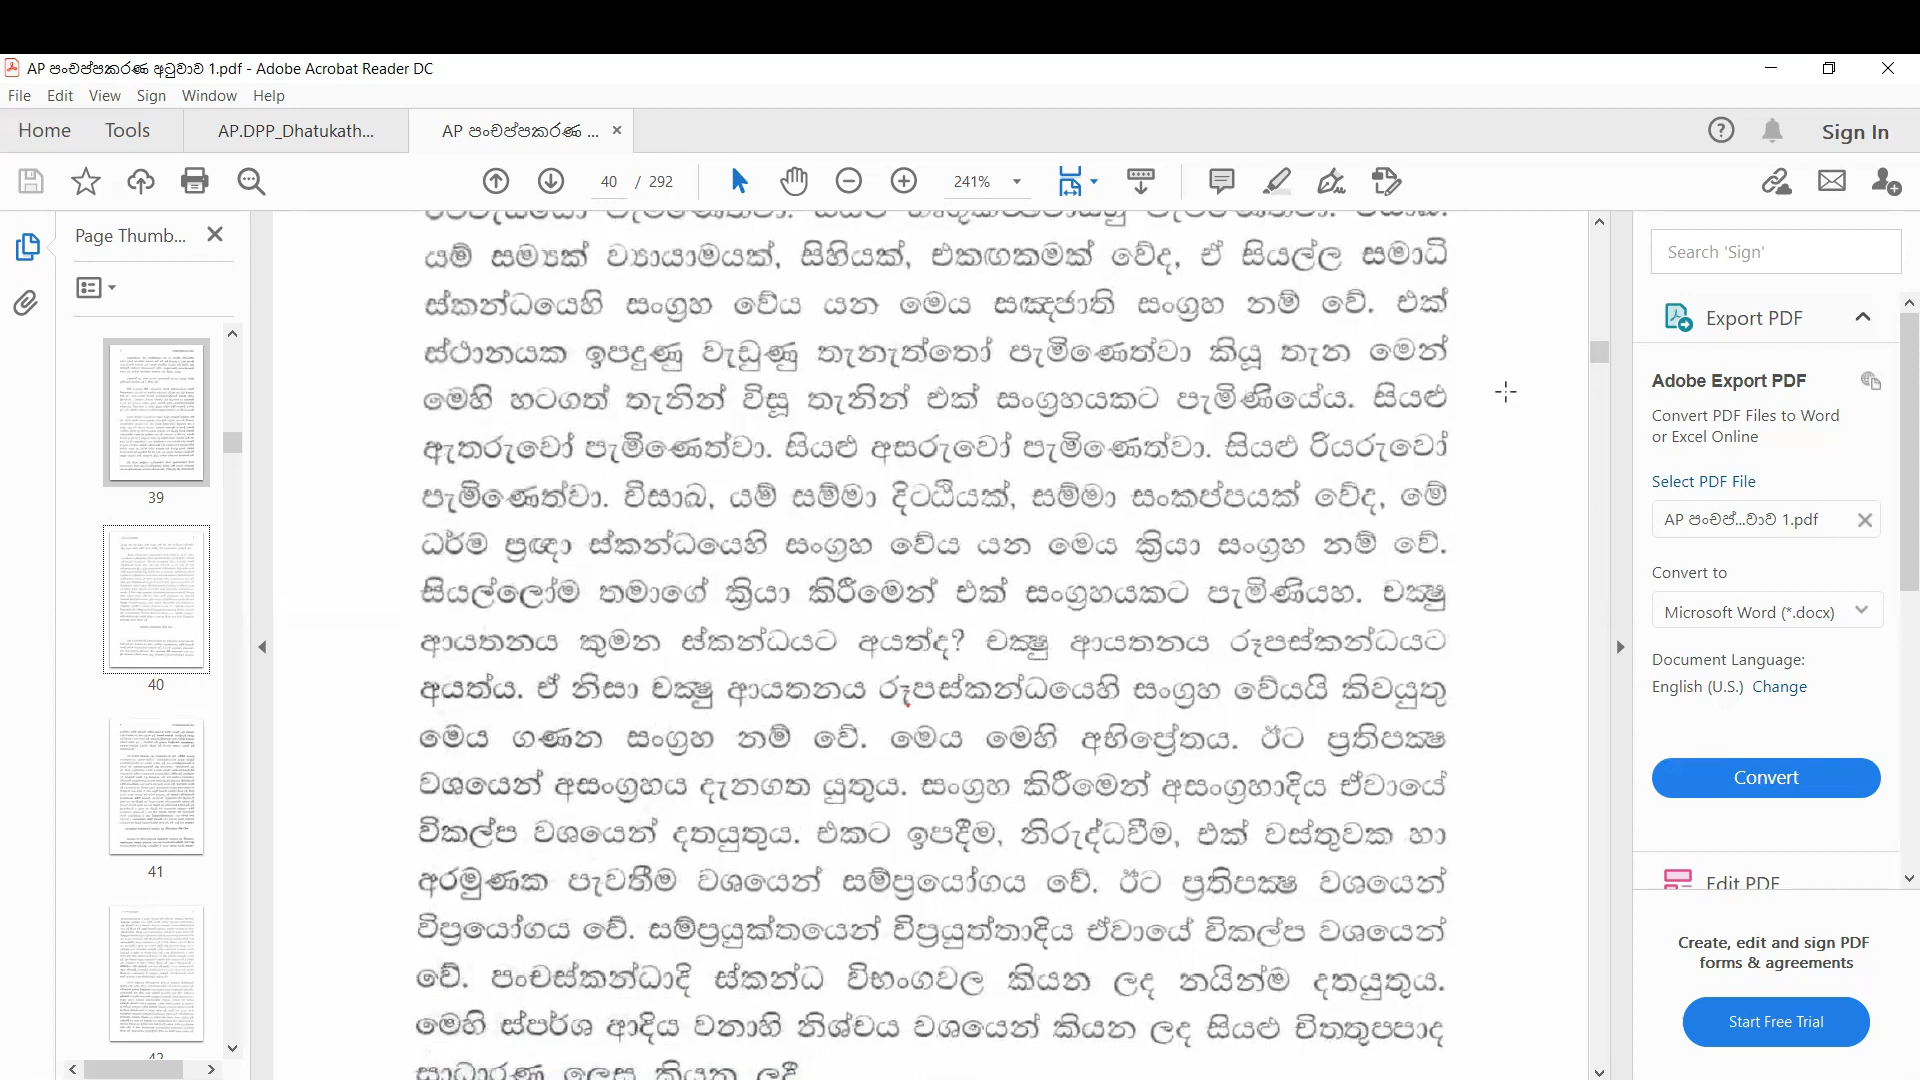 AP පංචප්පකරණ අටුවාව 1.pdf - Adobe Acrobat Reader DC
File Edit View Sign Window Help
Home Tools AP.DPP_Dhatukath... AP පංචප්පකරණ ... Sign In
40 / 292 241%
Page Thumb...
39
40
41
42
යම් සම්‍යක් ව්‍යායාමයක්, සිහියක්, එකඟකමක් වේද, ඒ සියල්ල සමාධි
ස්කන්ධයෙහි සංග්‍රහ වේය යන මෙය සඤ්ජාති සංග්‍රහ නම් වේ. එක්
ස්ථානයක ඉපදුණු වැඩුණු තැනැත්තෝ පැමිණෙත්වා කියූ තැන මෙන්
මෙහි හටගත් තැනින් විසූ තැනින් එක් සංග්‍රහයකට පැමිණියේය. සියළු
ඇතරුවෝ පැමිණෙත්වා. සියළු අසරුවෝ පැමිණෙත්වා. සියළු රියරුවෝ
පැමිණෙත්වා. විසාඛ, යම් සම්මා දිට්ඨියක්, සම්මා සංකප්පයක් වේද, මේ
ධර්ම ප්‍රඥා ස්කන්ධයෙහි සංග්‍රහ වේය යන මෙය ක්‍රියා සංග්‍රහ නම් වේ.
සියල්ලෝම තමාගේ ක්‍රියා කිරීමෙන් එක් සංග්‍රහයකට පැමිණියහ. චක්‍ෂු
ආයතනය කුමන ස්කන්ධයට අයත්ද? චක්‍ෂු ආයතනය රූපස්කන්ධයට
අයත්ය. ඒ නිසා චක්‍ෂු ආයතනය රූපස්කන්ධයෙහි සංග්‍රහ වේයයි කිවයුතු
මෙය ගණන සංග්‍රහ නම් වේ. මෙය මෙහි අභිප්‍රේතය. ඊට ප්‍රතිපක්‍ෂ
වශයෙන් අසංග්‍රහය දැනගත යුතුය. සංග්‍රහ කිරීමෙන් අසංග්‍රහාදිය ඒවායේ
විකල්ප වශයෙන් දතයුතුය. එකට ඉපදීම, නිරුද්ධවීම, එක් වස්තුවක හා
අරමුණක පැවතීම වශයෙන් සම්ප්‍රයෝගය වේ. ඊට ප්‍රතිපක්‍ෂ වශයෙන්
විප්‍රයෝගය වේ. සම්ප්‍රයුක්තයෙන් විප්‍රයුත්තාදිය ඒවායේ විකල්ප වශයෙන්
වේ. පංචස්කන්ධාදි ස්කන්ධ විභංගවල කියන ලද නයින්ම දතයුතුය.
මෙහි ස්පර්ශ ආදිය වනාහි නිශ්චය වශයෙන් කියන ලද සියළු චිත්තුප්පාද
සාධාරණ ලෙස කියන ලදී
Search 'Sign'
Export PDF
Adobe Export PDF
Convert PDF Files to Word
or Excel Online
Select PDF File
AP පංචප්...වාව 1.pdf
Convert to
Microsoft Word (*.docx)
Document Language:
English (U.S.) Change
Convert
Edit PDF
Create, edit and sign PDF
forms & agreements
Start Free Trial